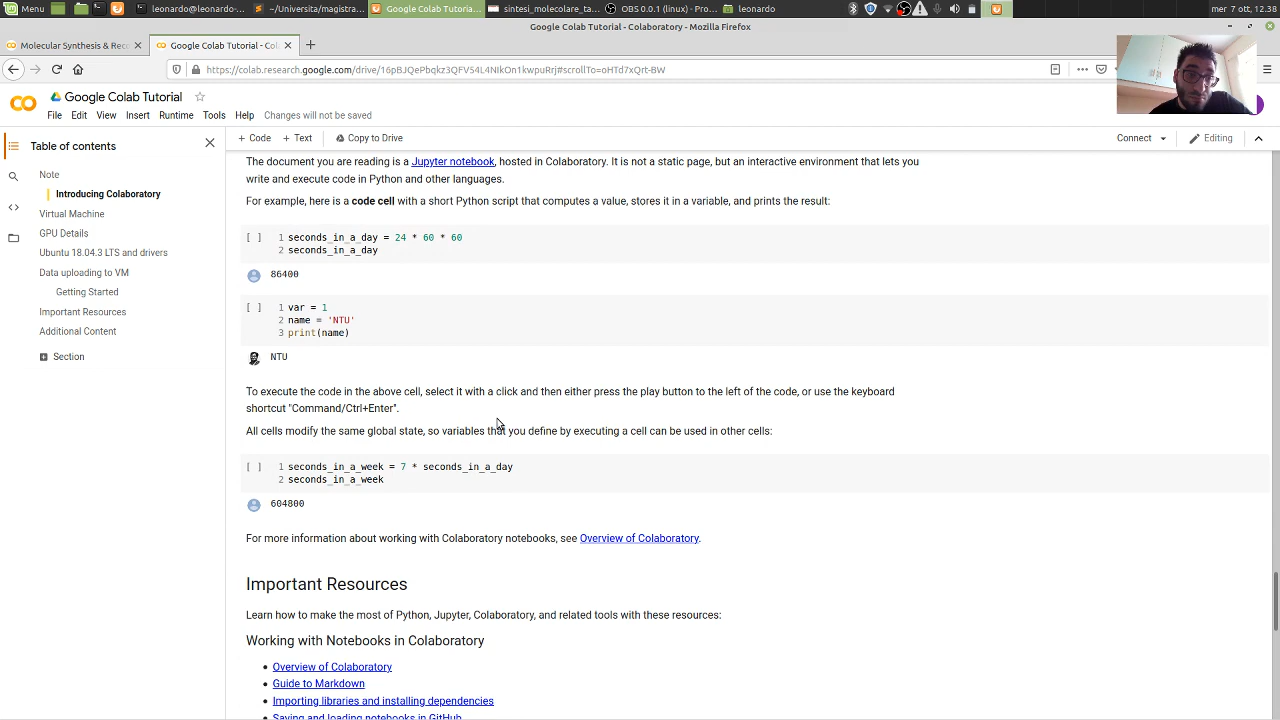 Menu
leonardo@leonardo-...
~/Universita/magistra...
Google Colab Tutoria...
sintesi_molecolare_ta...
OBS 0.0.1 (linux) - Pro...
leonardo
mer 7 ott, 12.38
Google Colab Tutorial - Colaboratory - Mozilla Firefox
Molecular Synthesis & Rec
Google Colab Tutorial - Col
https://colab.research.google.com/drive/16pBJQePbqkz3QFV54L4NIkOn1kwpuRrj#scrollTo=oHTd7xQrt-BW
Google Colab Tutorial
File Edit View Insert Runtime Tools Help Changes will not be saved
+ Code + Text Copy to Drive Connect Editing
Table of contents
Note
Introducing Colaboratory
Virtual Machine
GPU Details
Ubuntu 18.04.3 LTS and drivers
Data uploading to VM
Getting Started
Important Resources
Additional Content
Section
The document you are reading is a Jupyter notebook, hosted in Colaboratory. It is not a static page, but an interactive environment that lets you
write and execute code in Python and other languages.
For example, here is a code cell with a short Python script that computes a value, stores it in a variable, and prints the result:
[ ] 1 seconds_in_a_day = 24 * 60 * 60
2 seconds_in_a_day
86400
[ ] 1 var = 1
2 name = 'NTU'
3 print(name)
NTU
To execute the code in the above cell, select it with a click and then either press the play button to the left of the code, or use the keyboard
shortcut "Command/Ctrl+Enter".
All cells modify the same global state, so variables that you define by executing a cell can be used in other cells:
[ ] 1 seconds_in_a_week = 7 * seconds_in_a_day
2 seconds_in_a_week
604800
For more information about working with Colaboratory notebooks, see Overview of Colaboratory.
Important Resources
Learn how to make the most of Python, Jupyter, Colaboratory, and related tools with these resources:
Working with Notebooks in Colaboratory
• Overview of Colaboratory
• Guide to Markdown
• Importing libraries and installing dependencies
• Saving and loading notebooks in GitHub